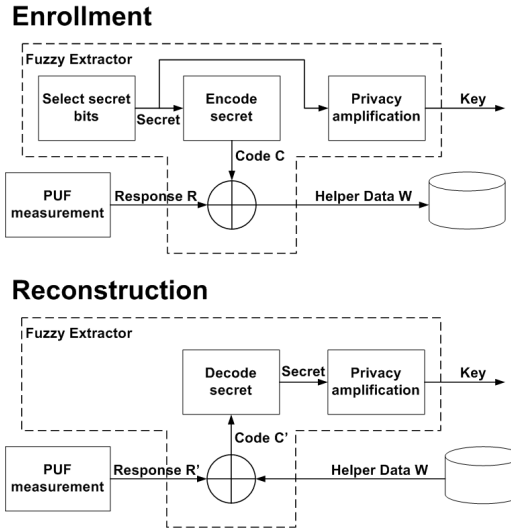 Enrollment
Fuzzy Extractor
Select secret
bits
Secret
Encode
secret
Privacy
amplification
Key
Code C
PUF
measurement
Response R
Helper Data W
Reconstruction
Fuzzy Extractor
Decode
secret
Secret
Privacy
amplification
Key
Code C’
PUF
measurement
Response R’
Helper Data W